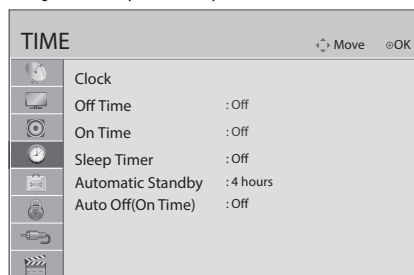 TIME Move OK
Clock
Off Time : Off
On Time : Off
Sleep Timer : Off
Automatic Standby : 4 hours
Auto Off(On Time) : Off